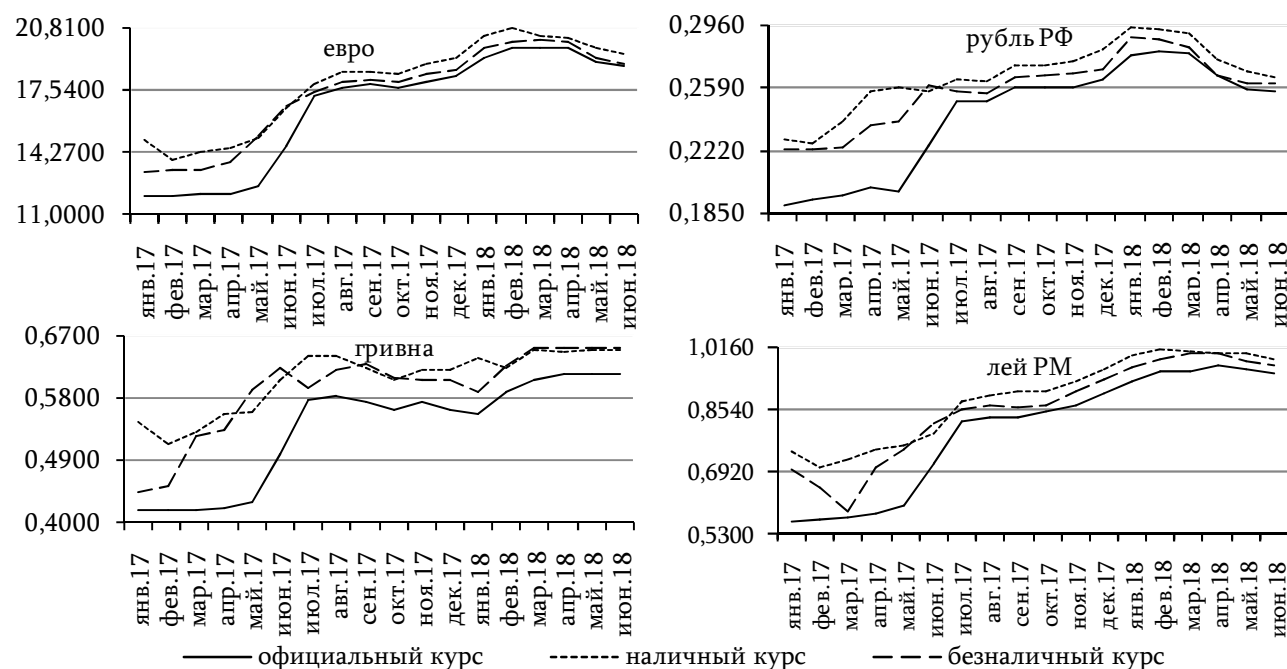 евро
20,8100
17,5400
14,2700
11,0000
янв.17
фев.17
мар.17
апр.17
май.17
июн.17
июл.17
авг.17
сен.17
окт.17
ноя.17
дек.17
янв.18
фев.18
мар.18
апр.18
май.18
июн.18
рубль РФ
0,2960
0,2590
0,2220
0,1850
янв.17
фев.17
мар.17
апр.17
май.17
июн.17
июл.17
авг.17
сен.17
окт.17
ноя.17
дек.17
янв.18
фев.18
мар.18
апр.18
май.18
июн.18
гривна
0,6700
0,5800
0,4900
0,4000
янв.17
фев.17
мар.17
апр.17
май.17
июн.17
июл.17
авг.17
сен.17
окт.17
ноя.17
дек.17
янв.18
фев.18
мар.18
апр.18
май.18
июн.18
лей РМ
1,0160
0,8540
0,6920
0,5300
янв.17
фев.17
мар.17
апр.17
май.17
июн.17
июл.17
авг.17
сен.17
окт.17
ноя.17
дек.17
янв.18
фев.18
мар.18
апр.18
май.18
июн.18
официальный курс наличный курс безналичный курс